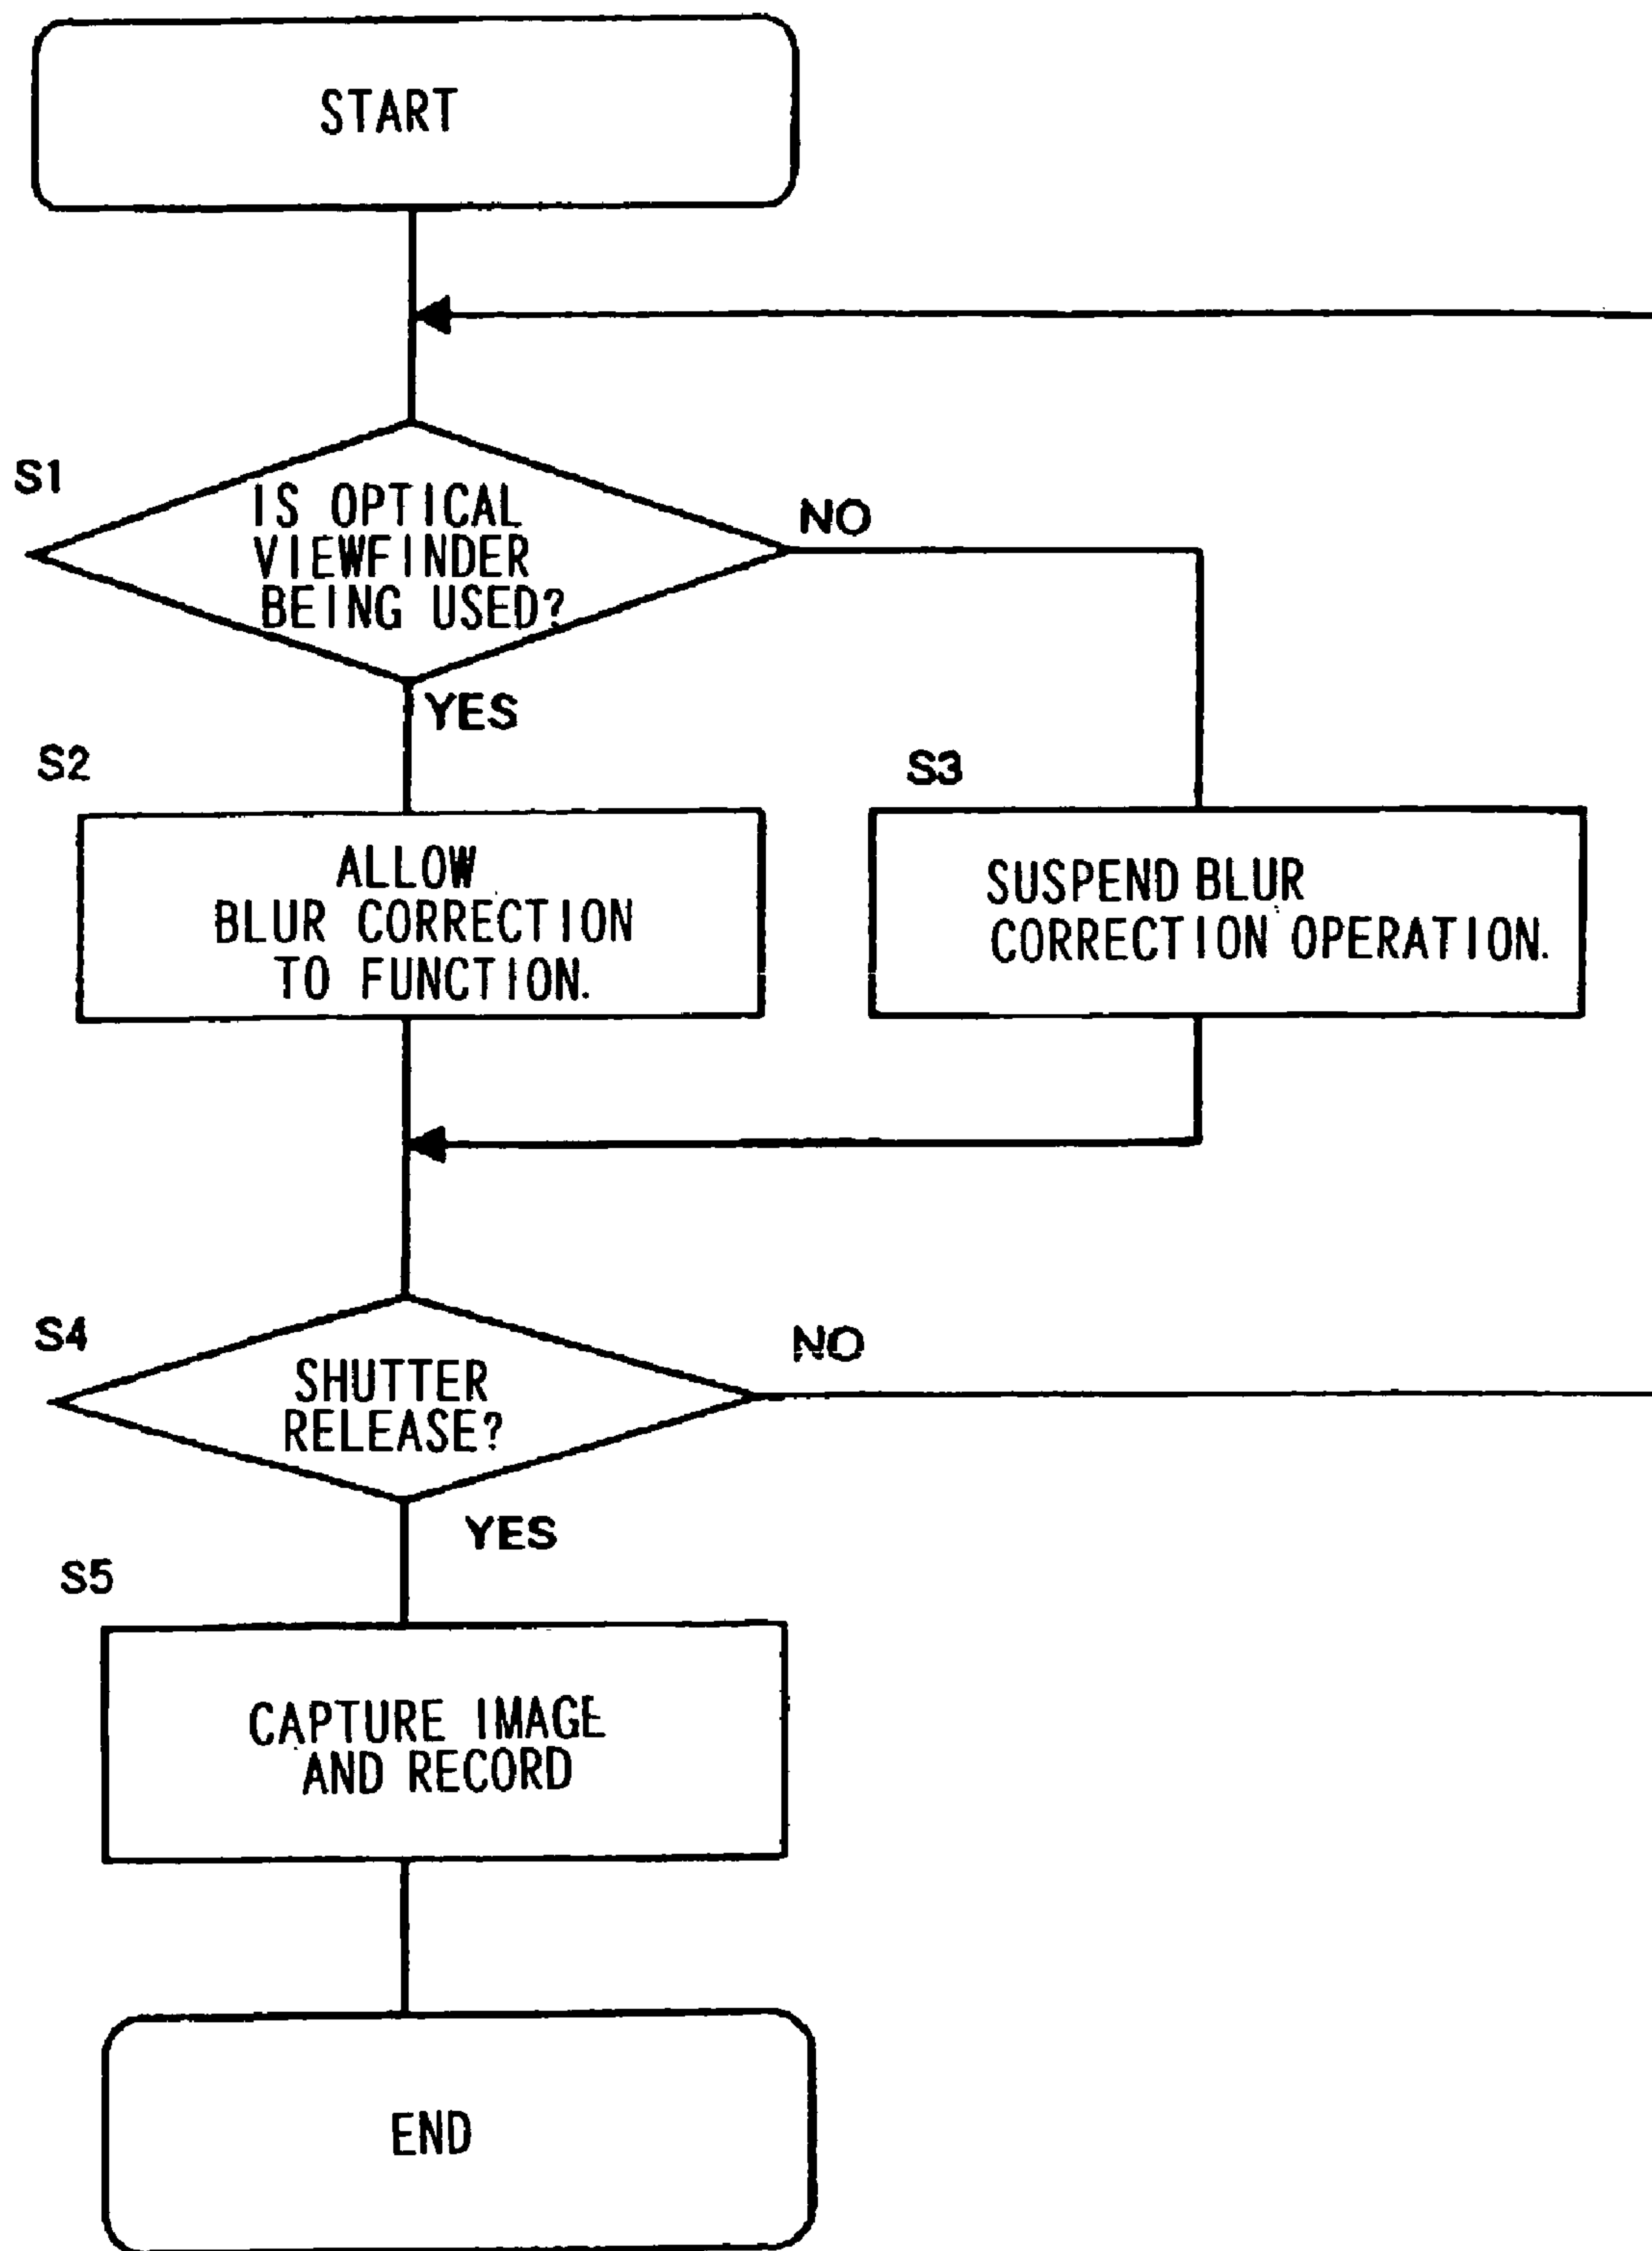 START
S1
IS OPTICAL
VIEWFINDER
BEING USED?
NO
YES
S2
ALLOW
BLUR CORRECTION
TO FUNCTION.
S3
SUSPEND BLUR
CORRECTION OPERATION.
S4
SHUTTER
RELEASE?
NO
YES
S5
CAPTURE IMAGE
AND RECORD
END